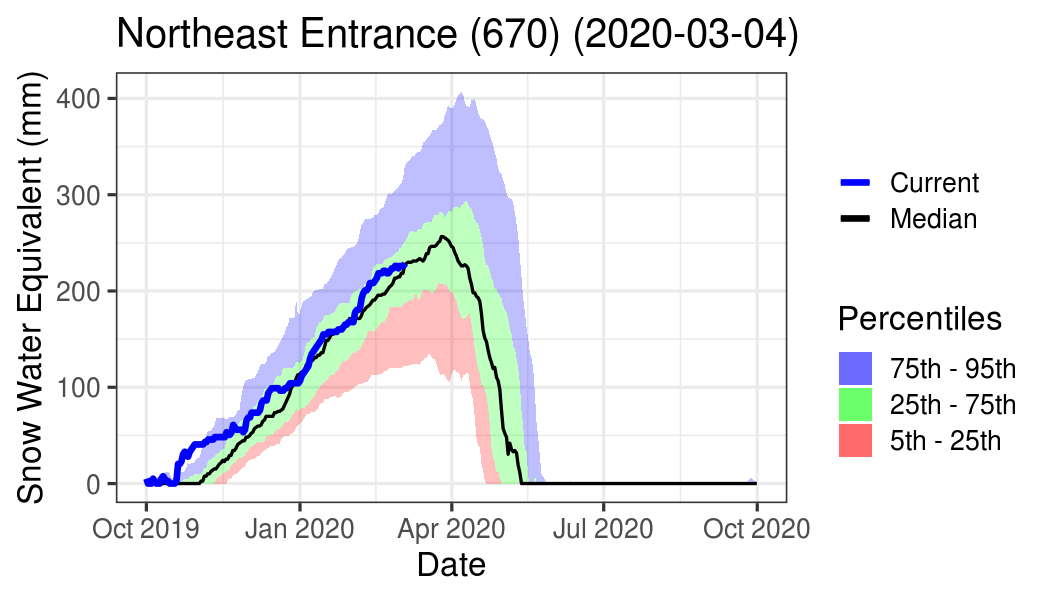 Northeast Entrance (670) (2020-03-04)
Snow Water Equivalent (mm)
400
300
200
100
0
Oct 2019
Jan 2020
Apr 2020
Jul 2020
Oct 2020
Date
Current
Median
Percentiles
75th - 95th
25th - 75th
5th - 25th